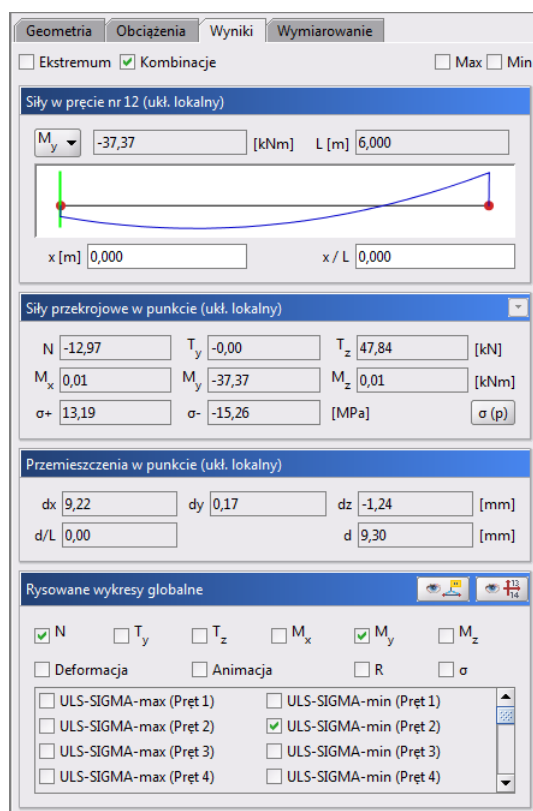 Geometria Obciążenia Wyniki Wymiarowanie
Ekstremum Kombinacje Max Min
Siły w pręcie nr 12 (ukł. lokalny)
My -37,37 [kNm] L [m] 6,000
x [m] 0,000 x / L 0,000
Siły przekrojowe w punkcie (ukł. lokalny)
N -12,97 Ty -0,00 Tz 47,84 [kN]
Mx 0,01 My -37,37 Mz 0,01 [kNm]
σ+ 13,19 σ- -15,26 [MPa] σ (p)
Przemieszczenia w punkcie (ukł. lokalny)
dx 9,22 dy 0,17 dz -1,24 [mm]
d/L 0,00 d 9,30 [mm]
Rysowane wykresy globalne 13 14
N Ty Tz Mx My Mz
Deformacja Animacja R σ
ULS-SIGMA-max (Pręt 1) ULS-SIGMA-min (Pręt 1)
ULS-SIGMA-max (Pręt 2) ULS-SIGMA-min (Pręt 2)
ULS-SIGMA-max (Pręt 3) ULS-SIGMA-min (Pręt 3)
ULS-SIGMA-max (Pręt 4) ULS-SIGMA-min (Pręt 4)